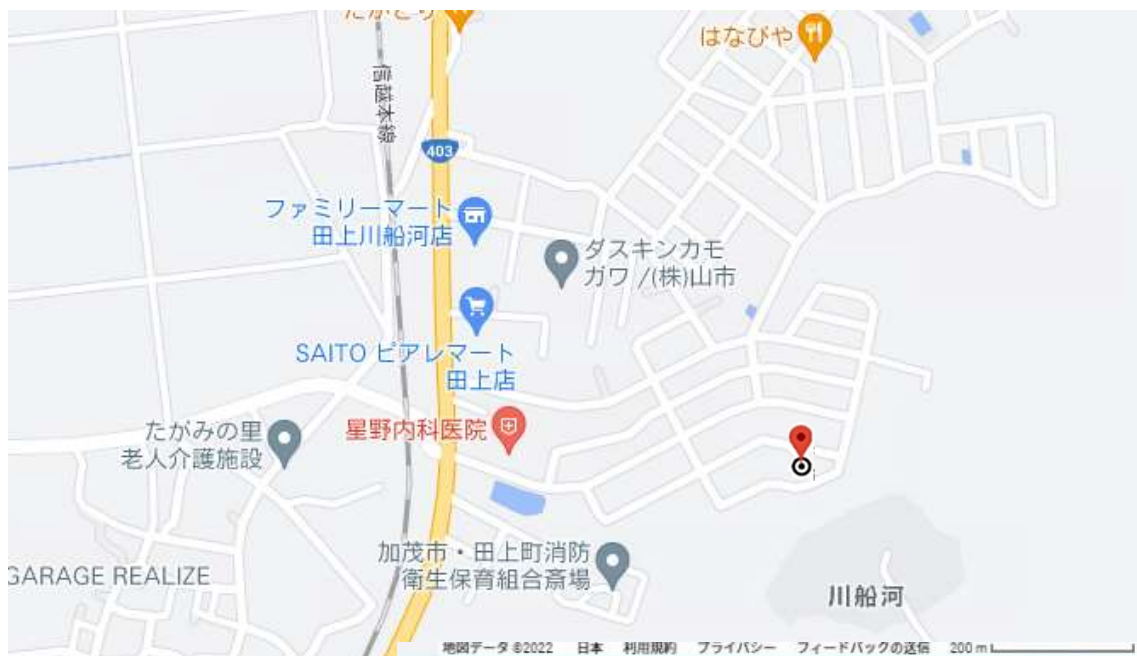 はなびや
信越本線
403
ファミリーマート
田上川船河店
ダスキンカモ
ガワ /(株)山市
SAITO ピアレマート
田上店
たがみの里
老人介護施設
星野内科医院
加茂市・田上町消防
衛生保育組合斎場
GARAGE REALIZE
川船河
地図データ ©2022 日本 利用規約 プライバシー フィードバックの送信 200 m